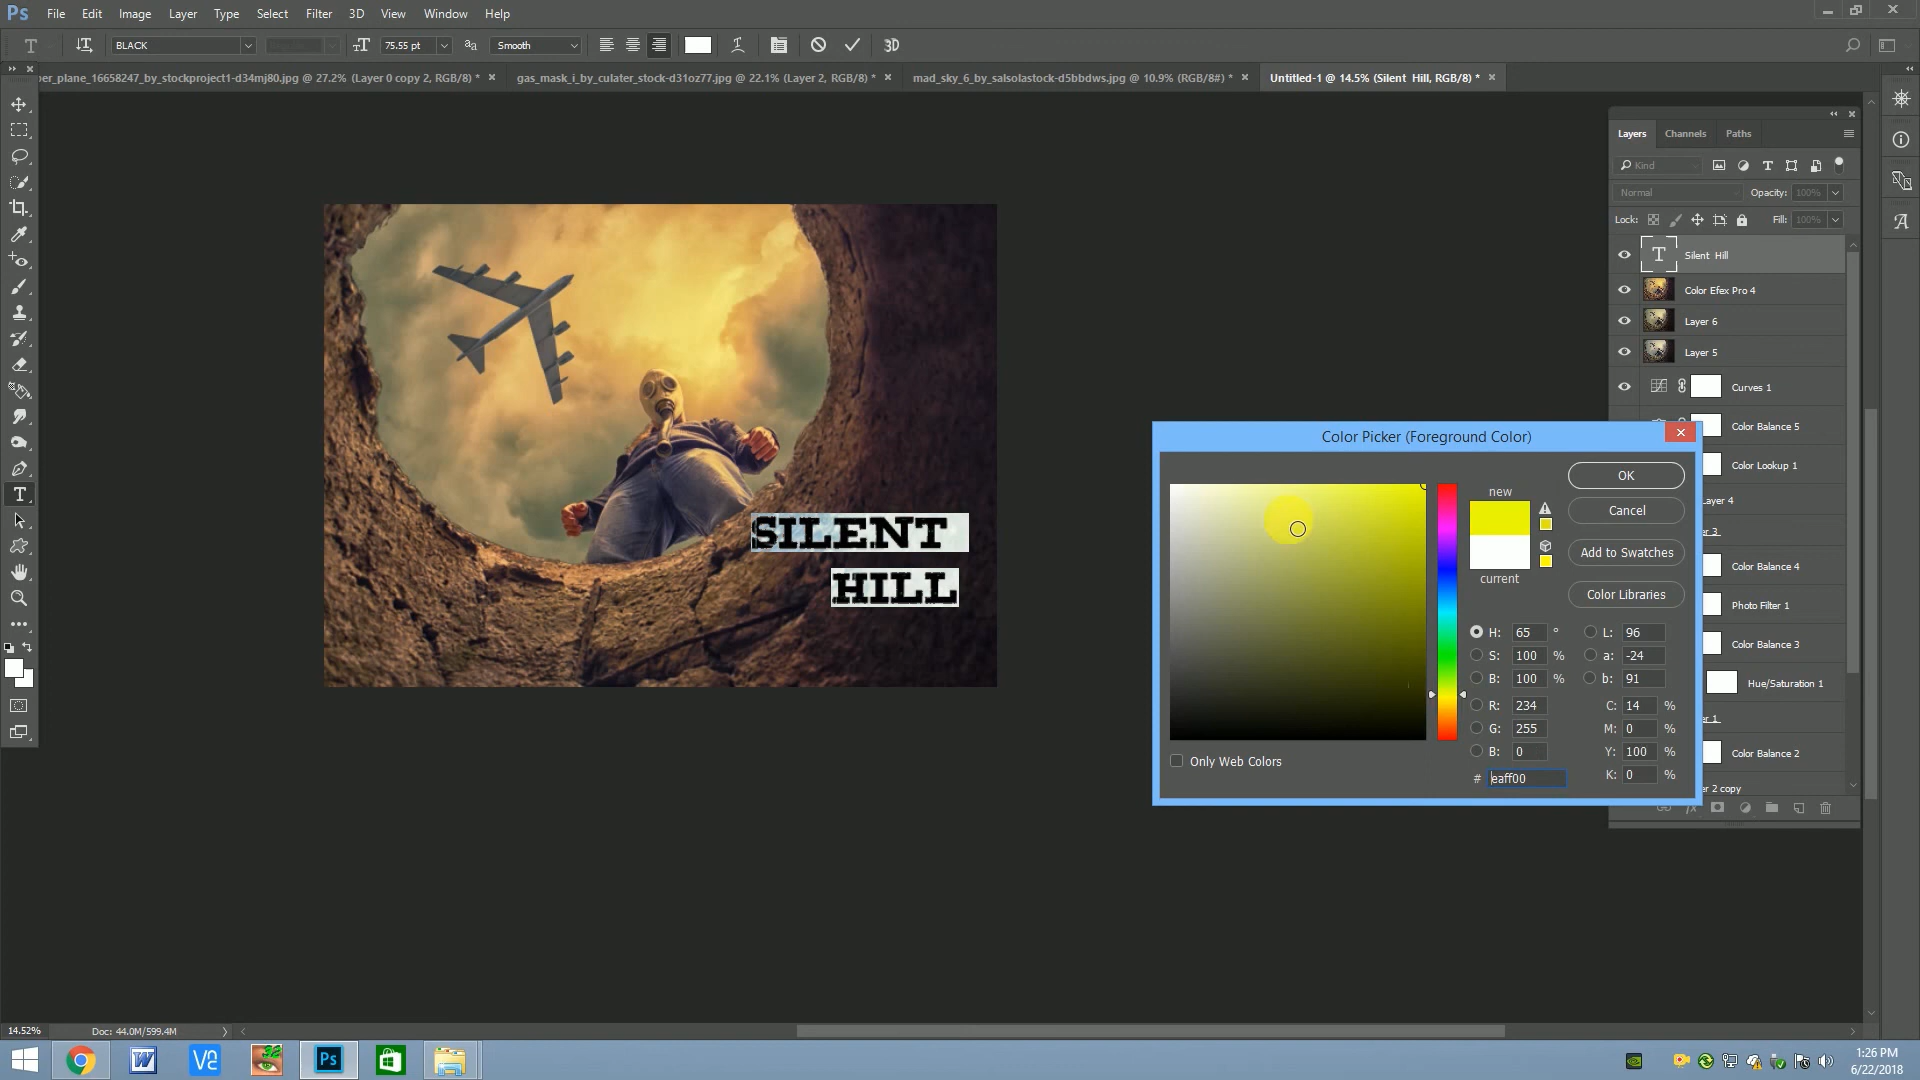 Ps File Edit Image Layer Type Select Filter 3D View Window Help
BLACK 75.55 pt Smooth 3D
er_plane_16658247_by_stockproject1-d34mj80.jpg @ 27.2% (Layer 0 copy 2, RGB/8) * gas_mask_i_by_culater_stock-d31oz77.jpg @ 22.1% (Layer 2, RGB/8) * mad_sky_6_by_salsolastock-d5bbdws.jpg @ 10.9% (RGB/8#) * Untitled-1 @ 14.5% (Silent Hill, RGB/8) *
Layers Channels Paths
Kind
Normal Opacity: 100%
Lock: Fill: 100%
Silent Hill
Color Efex Pro 4
Layer 6
Layer 5
Curves 1
Color Balance 5
Color Lookup 1
ayer 4
Color Balance 4
Photo Filter 1
Color Balance 3
Hue/Saturation 1
Color Balance 2
2 copy
SILENT
HILL
Color Picker (Foreground Color)
new
current
OK
Cancel
Add to Swatches
Color Libraries
H: 65 ° L: 96
S: 100 % a: -24
B: 100 % b: 91
R: 234 C: 14 %
G: 255 M: 0 %
B: 0 Y: 100 %
# eaff00 K: 0 %
Only Web Colors
14.52% Doc: 44.0M/599.4M
Ps
1:26 PM
6/22/2018